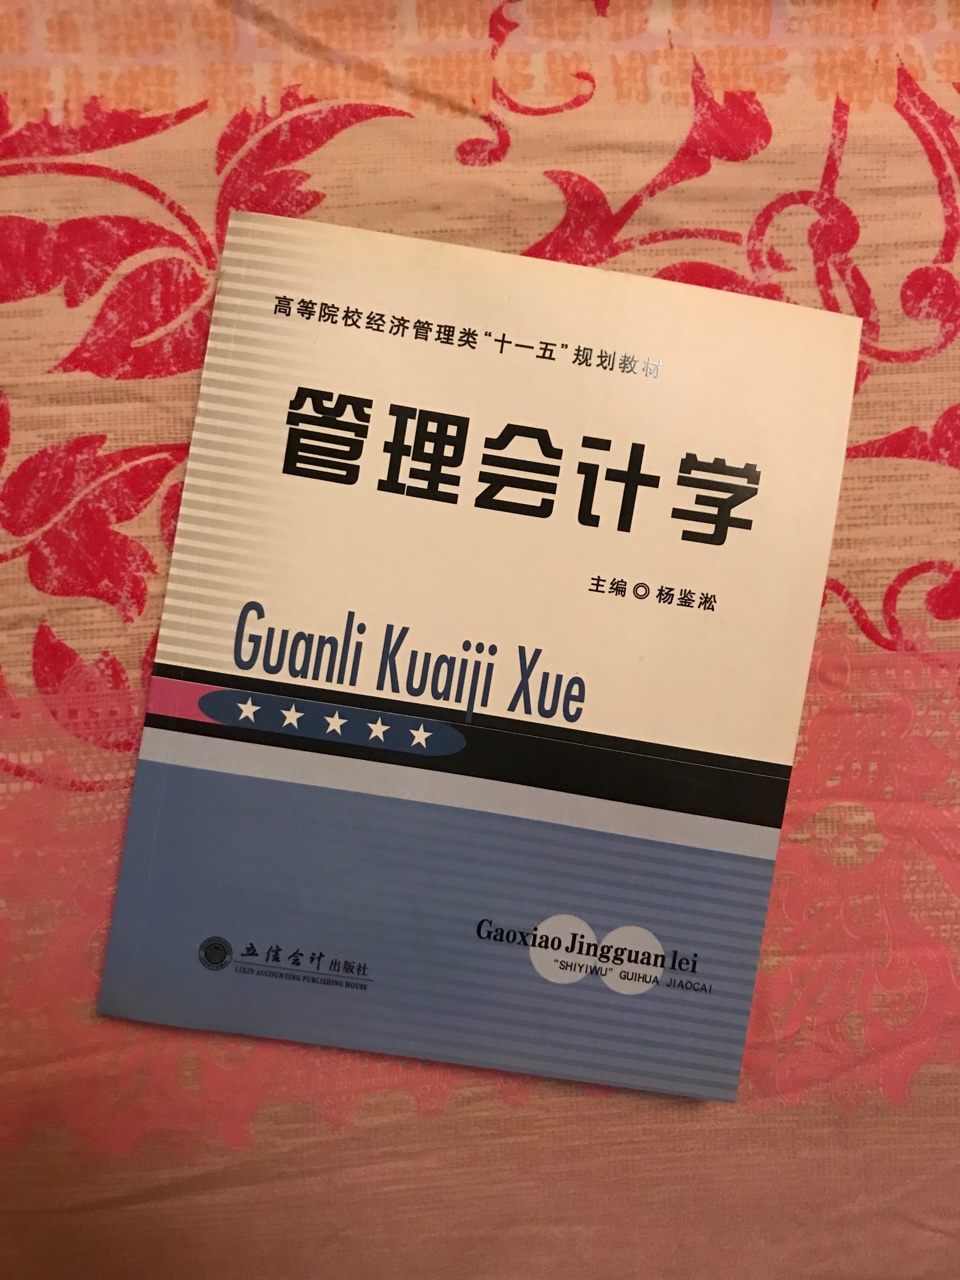 高等院校经济管理类“十一五”规划教材
管理会计学
主编◎杨鉴淞
Guanli Kuaiji Xue
Gaoxiao Jingguan lei
“SHIYIWU” GUIHUA JIAOCAI
立信会计出版社
LIXIN ACCOUNTING PUBLISHING HOUSE